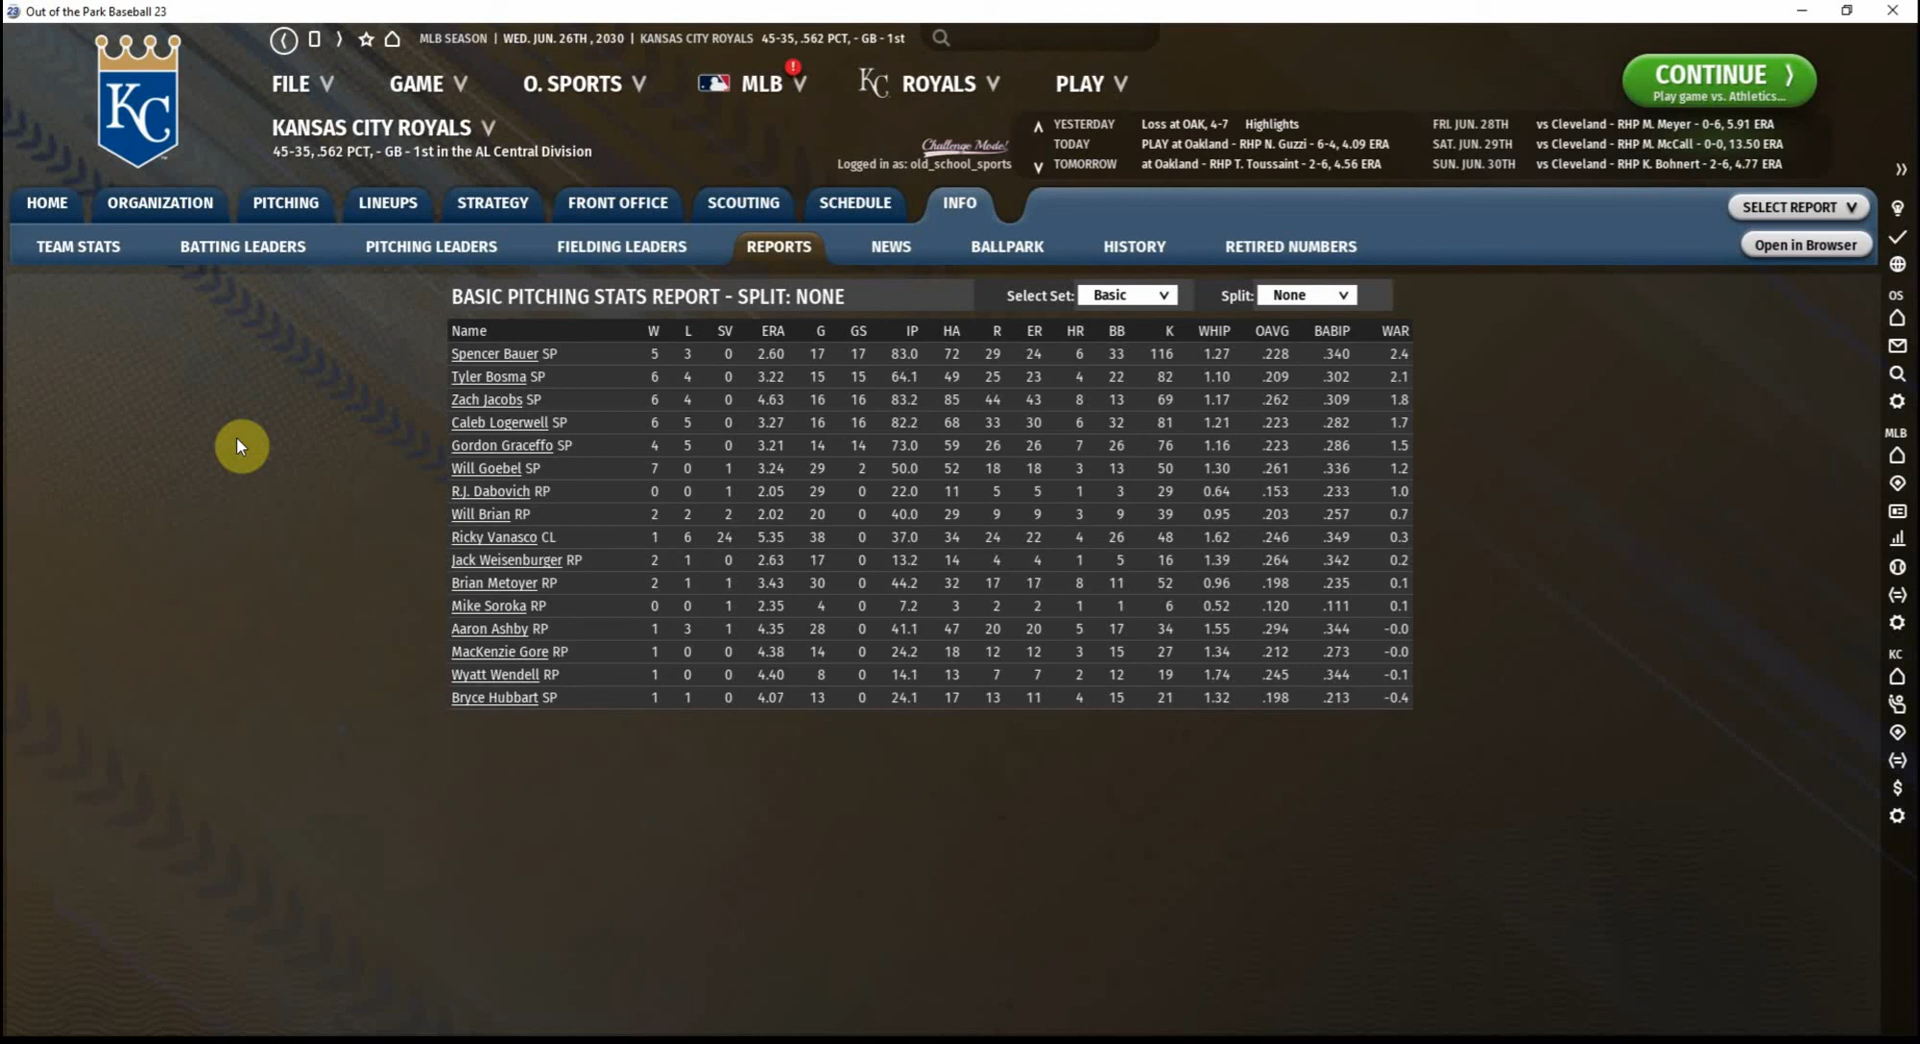 23 Out of the Park Baseball 23
MLB SEASON | WED. JUN. 26TH , 2030 | KANSAS CITY ROYALS 45-35, .562 PCT, - GB - 1st
KC
FILE GAME O. SPORTS MLB ! KC ROYALS PLAY
CONTINUE
Play game vs. Athletics...
KANSAS CITY ROYALS
45-35, .562 PCT, - GB - 1st in the AL Central Division
Challenge Mode!
Logged in as: old_school_sports
YESTERDAY Loss at OAK, 4-7 Highlights FRI. JUN. 28TH vs Cleveland - RHP M. Meyer - 0-6, 5.91 ERA
TODAY PLAY at Oakland - RHP N. Guzzi - 6-4, 4.09 ERA SAT. JUN. 29TH vs Cleveland - RHP M. McCall - 0-0, 13.50 ERA
TOMORROW at Oakland - RHP T. Toussaint - 2-6, 4.56 ERA SUN. JUN. 30TH vs Cleveland - RHP K. Bohnert - 2-6, 4.77 ERA
HOME ORGANIZATION PITCHING LINEUPS STRATEGY FRONT OFFICE SCOUTING SCHEDULE INFO SELECT REPORT
TEAM STATS BATTING LEADERS PITCHING LEADERS FIELDING LEADERS REPORTS NEWS BALLPARK HISTORY RETIRED NUMBERS Open in Browser
BASIC PITCHING STATS REPORT - SPLIT: NONE Select Set: Basic Split: None
Name W L SV ERA G GS IP HA R ER HR BB K WHIP OAVG BABIP WAR
Spencer Bauer SP 5 3 0 2.60 17 17 83.0 72 29 24 6 33 116 1.27 .228 .340 2.4
Tyler Bosma SP 6 4 0 3.22 15 15 64.1 49 25 23 4 22 82 1.10 .209 .302 2.1
Zach Jacobs SP 6 4 0 4.63 16 16 83.2 85 44 43 8 13 69 1.17 .262 .309 1.8
Caleb Logerwell SP 6 5 0 3.27 16 16 82.2 68 33 30 6 32 81 1.21 .223 .282 1.7
Gordon Graceffo SP 4 5 0 3.21 14 14 73.0 59 26 26 7 26 76 1.16 .223 .286 1.5
Will Goebel SP 7 0 1 3.24 29 2 50.0 52 18 18 3 13 50 1.30 .261 .336 1.2
R.J. Dabovich RP 0 0 1 2.05 29 0 22.0 11 5 5 1 3 29 0.64 .153 .233 1.0
Will Brian RP 2 2 2 2.02 20 0 40.0 29 9 9 3 9 39 0.95 .203 .257 0.7
Ricky Vanasco CL 1 6 24 5.35 38 0 37.0 34 24 22 4 26 48 1.62 .246 .349 0.3
Jack Weisenburger RP 2 1 0 2.63 17 0 13.2 14 4 4 1 5 16 1.39 .264 .342 0.2
Brian Metoyer RP 2 1 1 3.43 30 0 44.2 32 17 17 8 11 52 0.96 .198 .235 0.1
Mike Soroka RP 0 0 1 2.35 4 0 7.2 3 2 2 1 1 6 0.52 .120 .111 0.1
Aaron Ashby RP 1 3 1 4.35 28 0 41.1 47 20 20 5 17 34 1.55 .294 .344 -0.0
MacKenzie Gore RP 1 0 0 4.38 14 0 24.2 18 12 12 3 15 27 1.34 .212 .273 -0.0
Wyatt Wendell RP 1 0 0 4.40 8 0 14.1 13 7 7 2 12 19 1.74 .245 .344 -0.1
Bryce Hubbart SP 1 1 0 4.07 13 0 24.1 17 13 11 4 15 21 1.32 .198 .213 -0.4
OS
MLB
KC
$